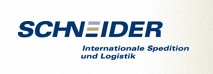 SCHNEIDER
Internationale Spedition
und Logistik